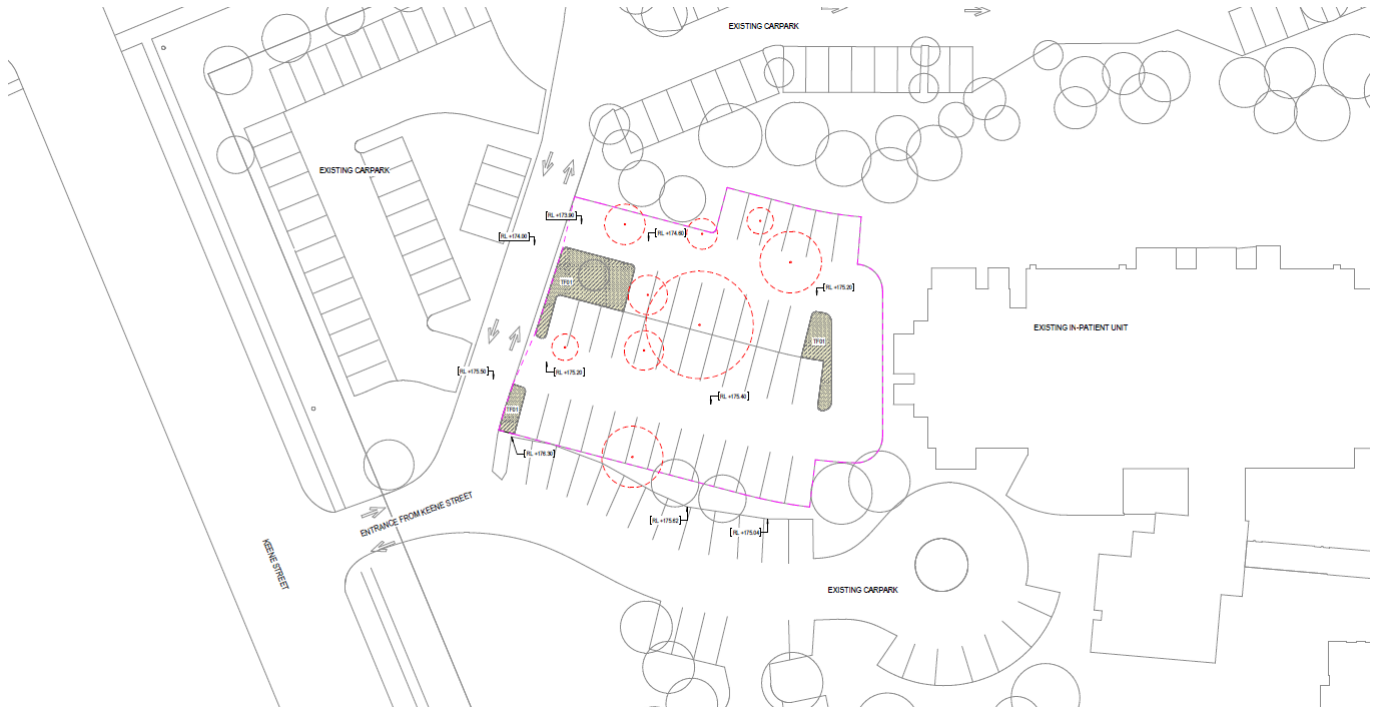 EXISTING CARPARK
EXISTING CARPARK
RL +173.90
RL +174.00
RL +174.60
TF01
RL +175.20
EXISTING IN-PATIENT UNIT
TF01
RL +175.50
RL +175.20
RL +175.40
TF01
RL +176.30
ENTRANCE FROM KEENE STREET
RL +175.62
RL +175.04
KEENE STREET
EXISTING CARPARK